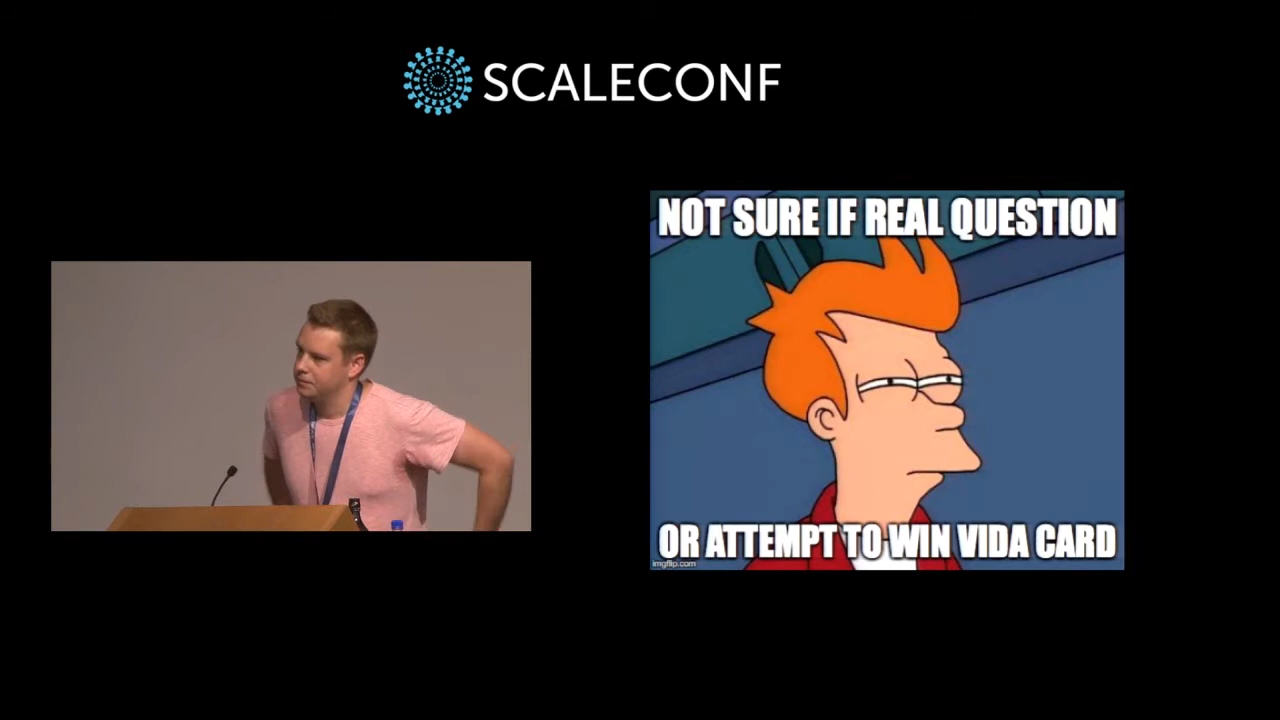 SCALECONF
NOT SURE IF REAL QUESTION
OR ATTEMPT TO WIN VIDA CARD
imgflip.com